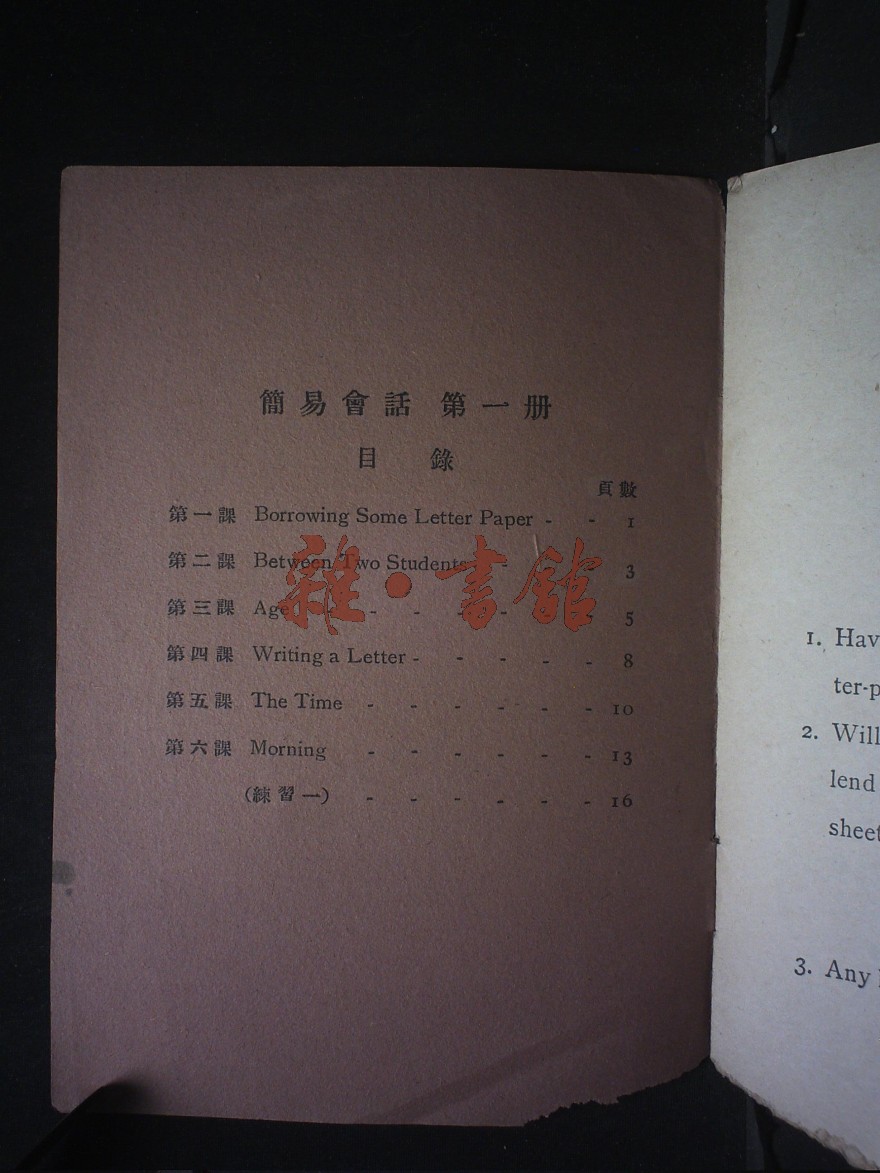 簡易會話 第一册
目錄
頁數
第一課 Borrowing Some Letter Paper - - 1
第二課 Between Two Students - - 3
第三課 Age - - - - - 5
第四課 Writing a Letter - - - - - 8
第五課 The Time - - - - - - 10
第六課 Morning - - - - - - 13
(練習一) - - - - - - 16
雜·書館
1. Hav
ter-p
2. Will
lend
sheet
3. Any